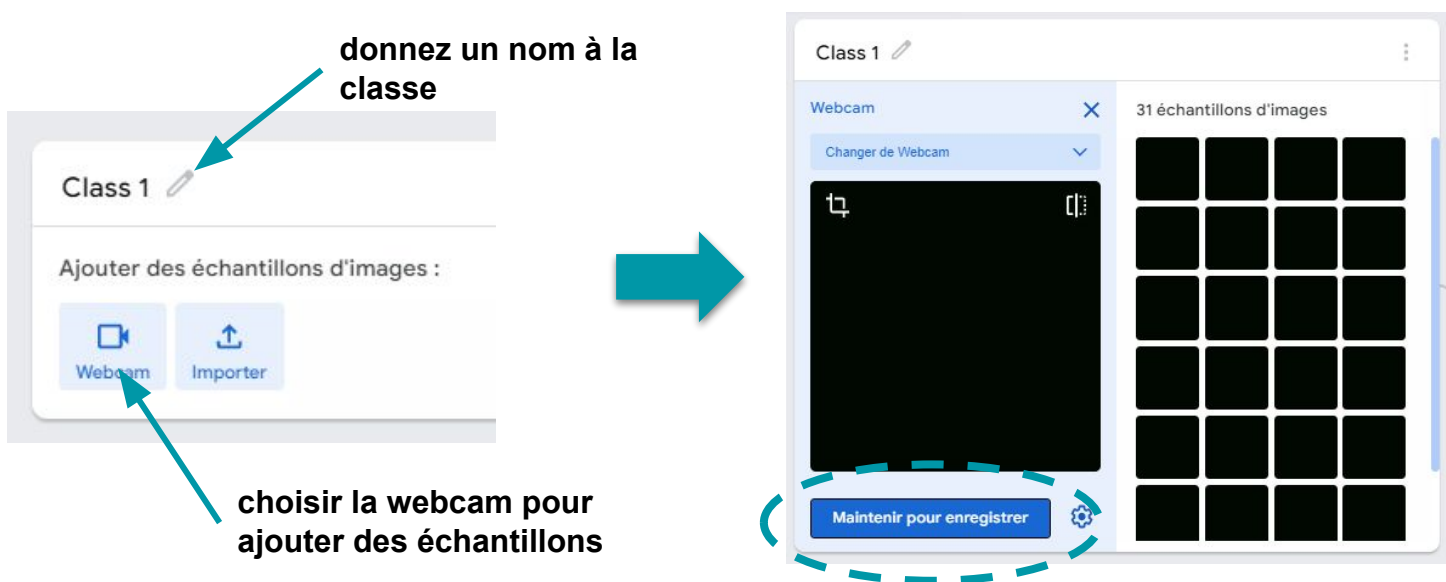 donnez un nom à la
classe
Class 1
Ajouter des échantillons d'images :
Webcam
Importer
choisir la webcam pour
ajouter des échantillons
Class 1
Webcam
Changer de Webcam
Maintenir pour enregistrer
31 échantillons d'images